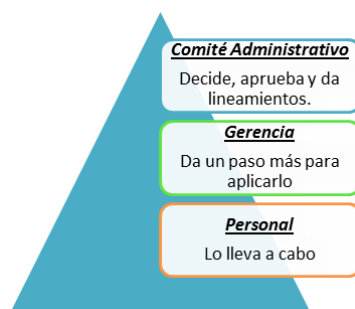 Comité Administrativo
Decide, aprueba y da
lineamientos.
Gerencia
Da un paso más para
aplicarlo
Personal
Lo lleva a cabo